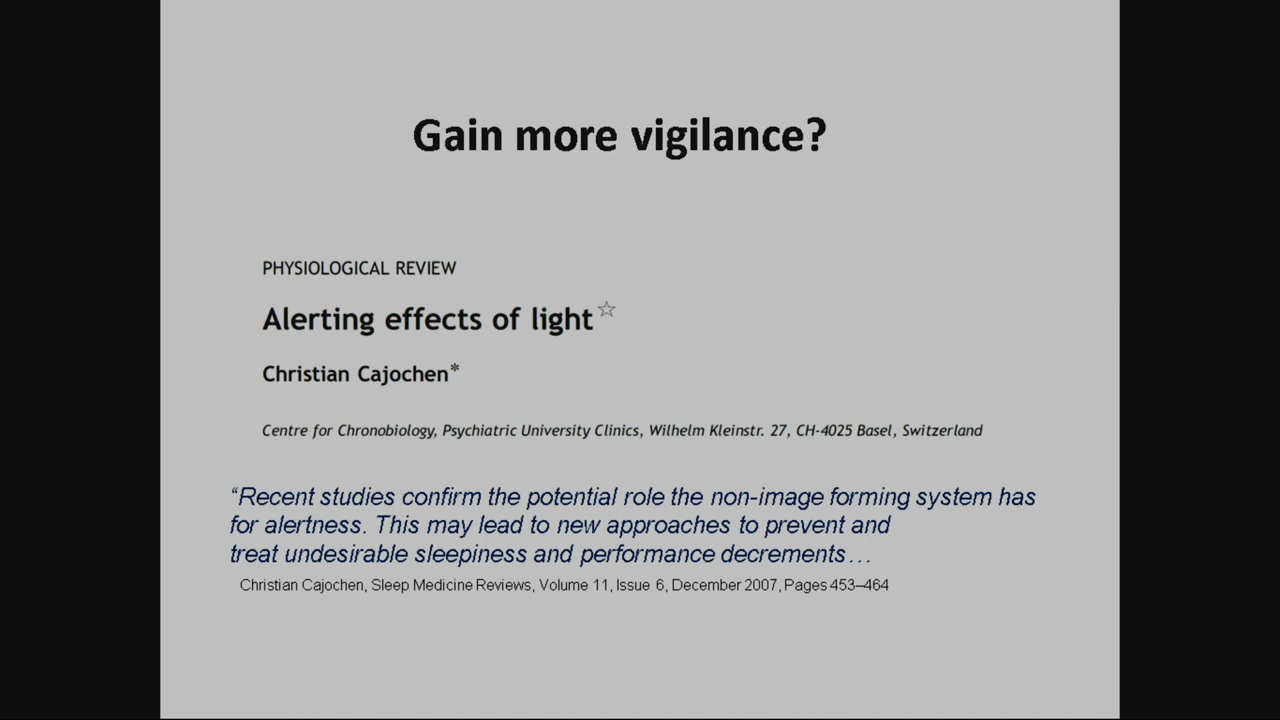 Gain more vigilance?
PHYSIOLOGICAL REVIEW
Alerting effects of light☆
Christian Cajochen*
Centre for Chronobiology, Psychiatric University Clinics, Wilhelm Kleinstr. 27, CH-4025 Basel, Switzerland
“Recent studies confirm the potential role the non-image forming system has
for alertness. This may lead to new approaches to prevent and
treat undesirable sleepiness and performance decrements…
Christian Cajochen, Sleep Medicine Reviews, Volume 11, Issue 6, December 2007, Pages 453–464